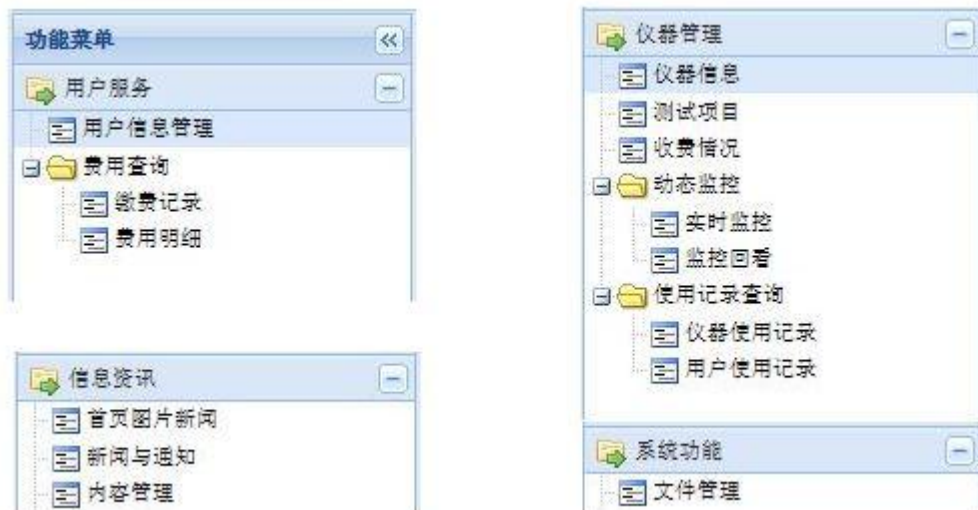 功能菜单
用户服务
用户信息管理
费用查询
缴费记录
费用明细
信息资讯
首页图片新闻
新闻与通知
内容管理
仪器管理
仪器信息
测试项目
收费情况
动态监控
实时监控
监控回看
使用记录查询
仪器使用记录
用户使用记录
系统功能
文件管理